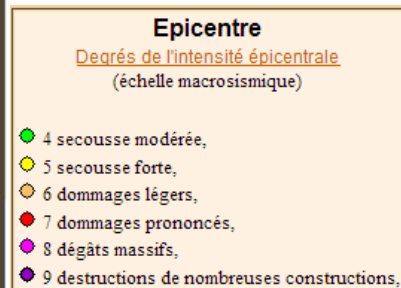 Epicentre
Degrés de l'intensité épicentrale
(échelle macrosismique)
4 secousse modérée,
5 secousse forte,
6 dommages légers,
7 dommages prononcés,
8 dégâts massifs,
9 destructions de nombreuses constructions,